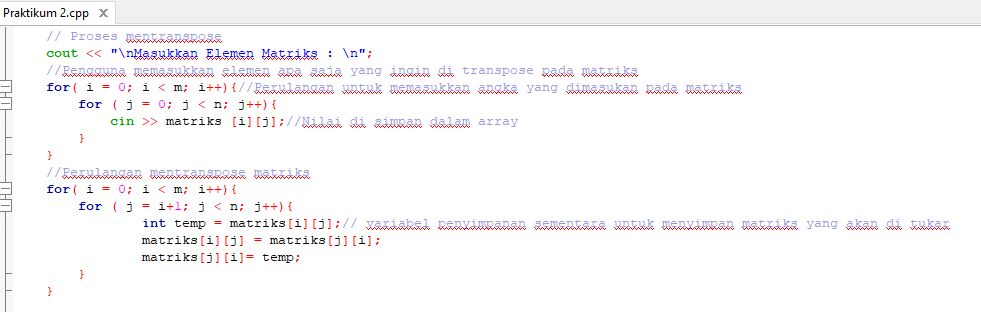 Praktikum 2.cpp X
// Proses mentranspose
cout << "\nMasukkan Elemen Matriks : \n";
//Pengguna memasukkan elemen apa saja yang ingin di transpose pada matriks
for( i = 0; i < m; i++){//Perulangan untuk memasukkan angka yang dimasukan pada matriks
for ( j = 0; j < n; j++){
cin >> matriks [i][j];//Nilai di simpan dalam array
}
}
//Perulangan mentranspose matriks
for( i = 0; i < m; i++){
for ( j = i+1; j < n; j++){
int temp = matriks[i][j];// variabel penyimpanan sementara untuk menyimpan matriks yang akan di tukar
matriks[i][j] = matriks[j][i];
matriks[j][i]= temp;
}
}